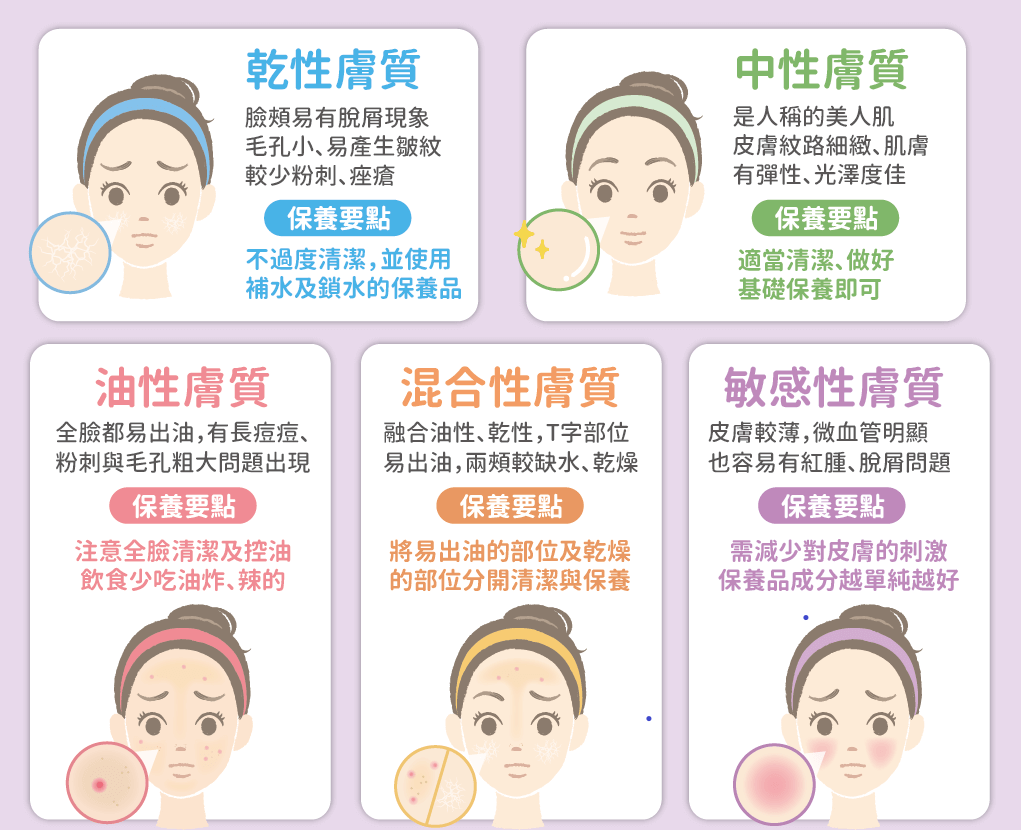 乾性膚質
臉頰易有脫屑現象
毛孔小、易產生皺紋
較少粉刺、痤瘡
保養要點
不過度清潔，並使用
補水及鎖水的保養品
中性膚質
是人稱的美人肌
皮膚紋路細緻、肌膚
有彈性、光澤度佳
保養要點
適當清潔、做好
基礎保養即可
油性膚質
全臉都易出油，有長痘痘、
粉刺與毛孔粗大問題出現
保養要點
注意全臉清潔及控油
飲食少吃油炸、辣的
混合性膚質
融合油性、乾性，T字部位
易出油，兩頰較缺水、乾燥
保養要點
將易出油的部位及乾燥
的部位分開清潔與保養
敏感性膚質
皮膚較薄，微血管明顯
也容易有紅腫、脫屑問題
保養要點
需減少對皮膚的刺激
保養品成分越單純越好